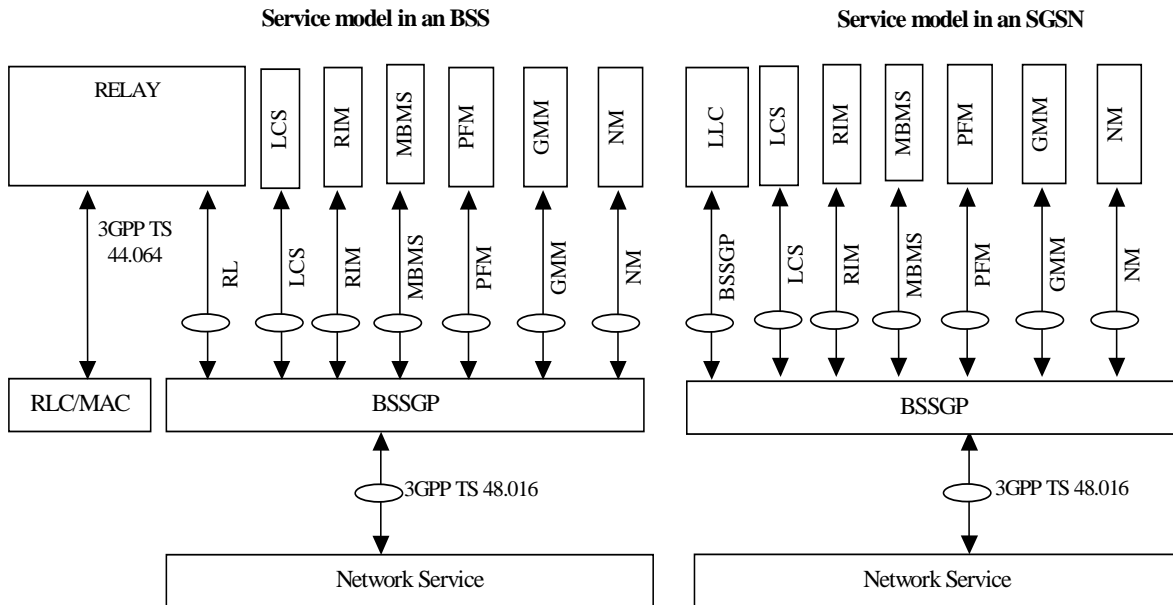 Service model in an BSS
Service model in an SGSN
RELAY
LCS
RIM
MBMS
PFM
GMM
NM
LLC
LCS
RIM
MBMS
PFM
GMM
NM
3GPP TS
44.064
RL
LCS
RIM
MBMS
PFM
GMM
NM
BSSGP
LCS
RIM
MBMS
PFM
GMM
NM
RLC/MAC
BSSGP
BSSGP
3GPP TS 48.016
3GPP TS 48.016
Network Service
Network Service